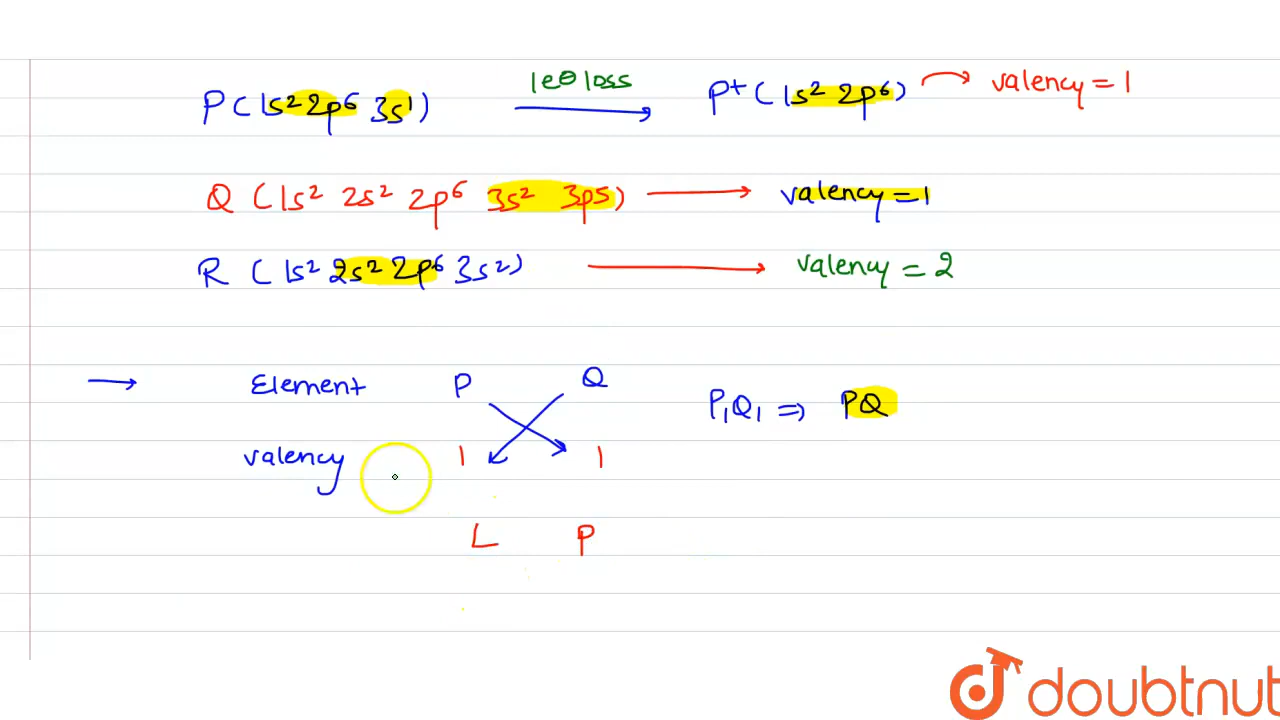 P (1s² 2p⁶ 3s¹) 1e⊖ loss P⁺ (1s² 2p⁶) valency = 1
Q (1s² 2s² 2p⁶ 3s² 3p5) valency = 1
R (1s² 2s² 2p⁶ 3s²) valency = 2
Element P Q P₁Q₁ ⇒ PQ
valency 1 1
L P
doubtnut